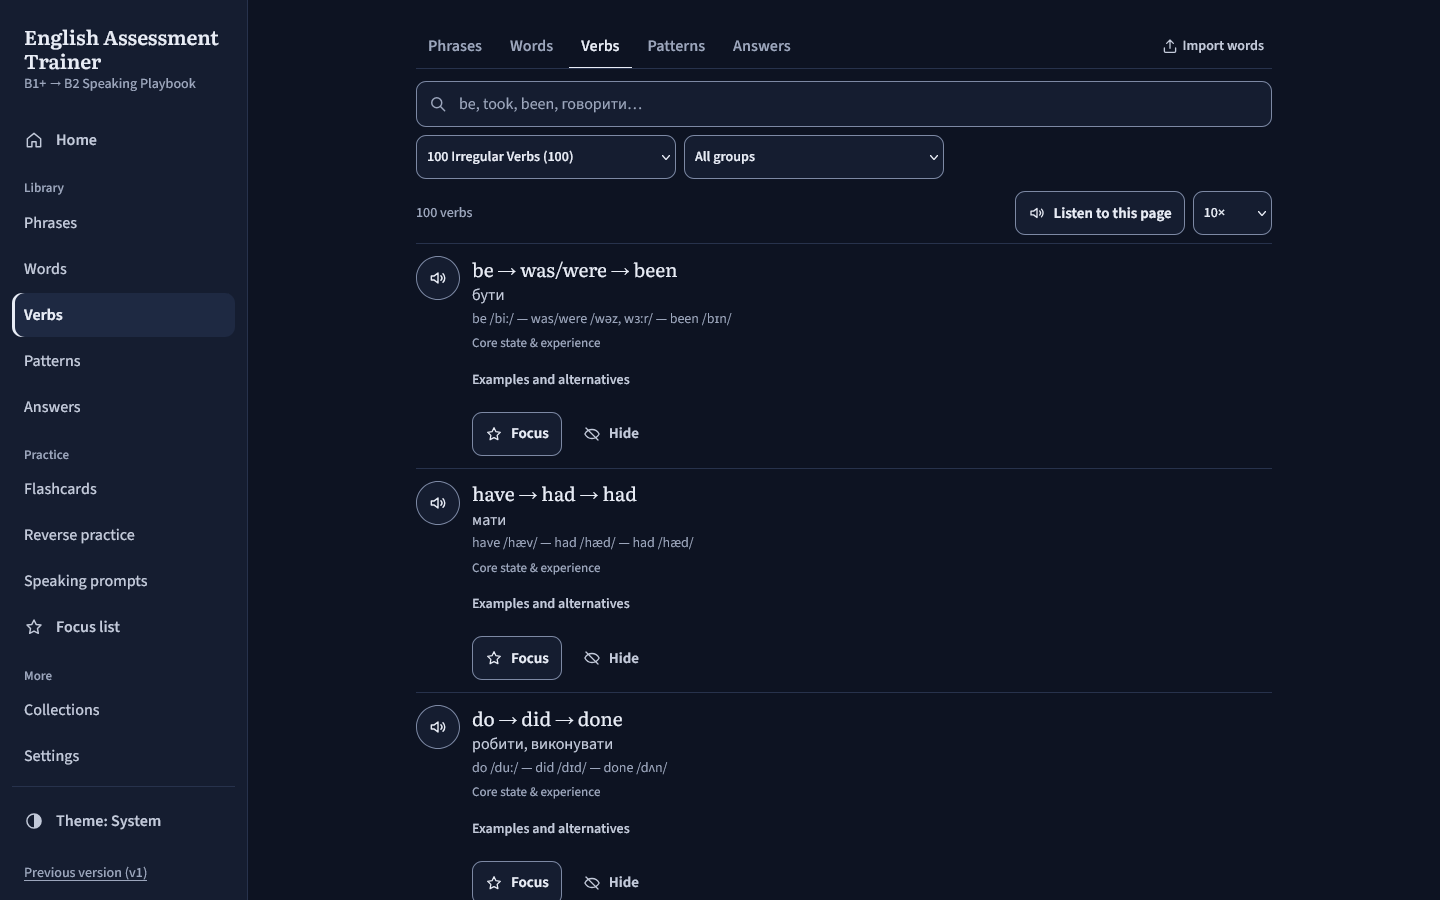 English Assessment
Trainer
B1+ → B2 Speaking Playbook
Home
Library
Phrases
Words
Verbs
Patterns
Answers
Practice
Flashcards
Reverse practice
Speaking prompts
Focus list
More
Collections
Settings
Theme: System
Previous version (v1)
Phrases Words Verbs Patterns Answers Import words
be, took, been, говорити…
100 Irregular Verbs (100) All groups
100 verbs Listen to this page 10×
be → was/were → been
бути
be /biː/ — was/were /wəz, wɜːr/ — been /bɪn/
Core state & experience
Examples and alternatives
Focus Hide
have → had → had
мати
have /hæv/ — had /hæd/ — had /hæd/
Core state & experience
Examples and alternatives
Focus Hide
do → did → done
робити, виконувати
do /duː/ — did /dɪd/ — done /dʌn/
Core state & experience
Examples and alternatives
Focus Hide